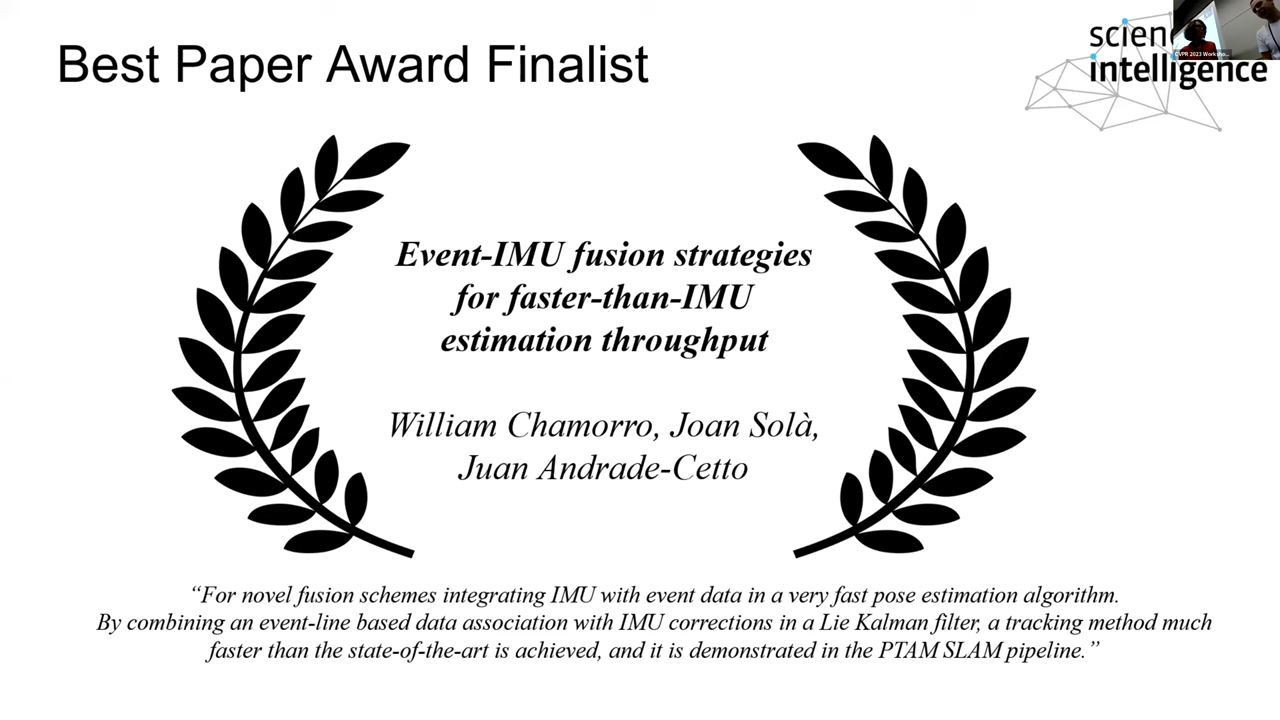 Best Paper Award Finalist
scien
intelligence
CVPR 2023 Worksho...
Event-IMU fusion strategies
for faster-than-IMU
estimation throughput
William Chamorro, Joan Solà,
Juan Andrade-Cetto
“For novel fusion schemes integrating IMU with event data in a very fast pose estimation algorithm.
By combining an event-line based data association with IMU corrections in a Lie Kalman filter, a tracking method much
faster than the state-of-the-art is achieved, and it is demonstrated in the PTAM SLAM pipeline.”